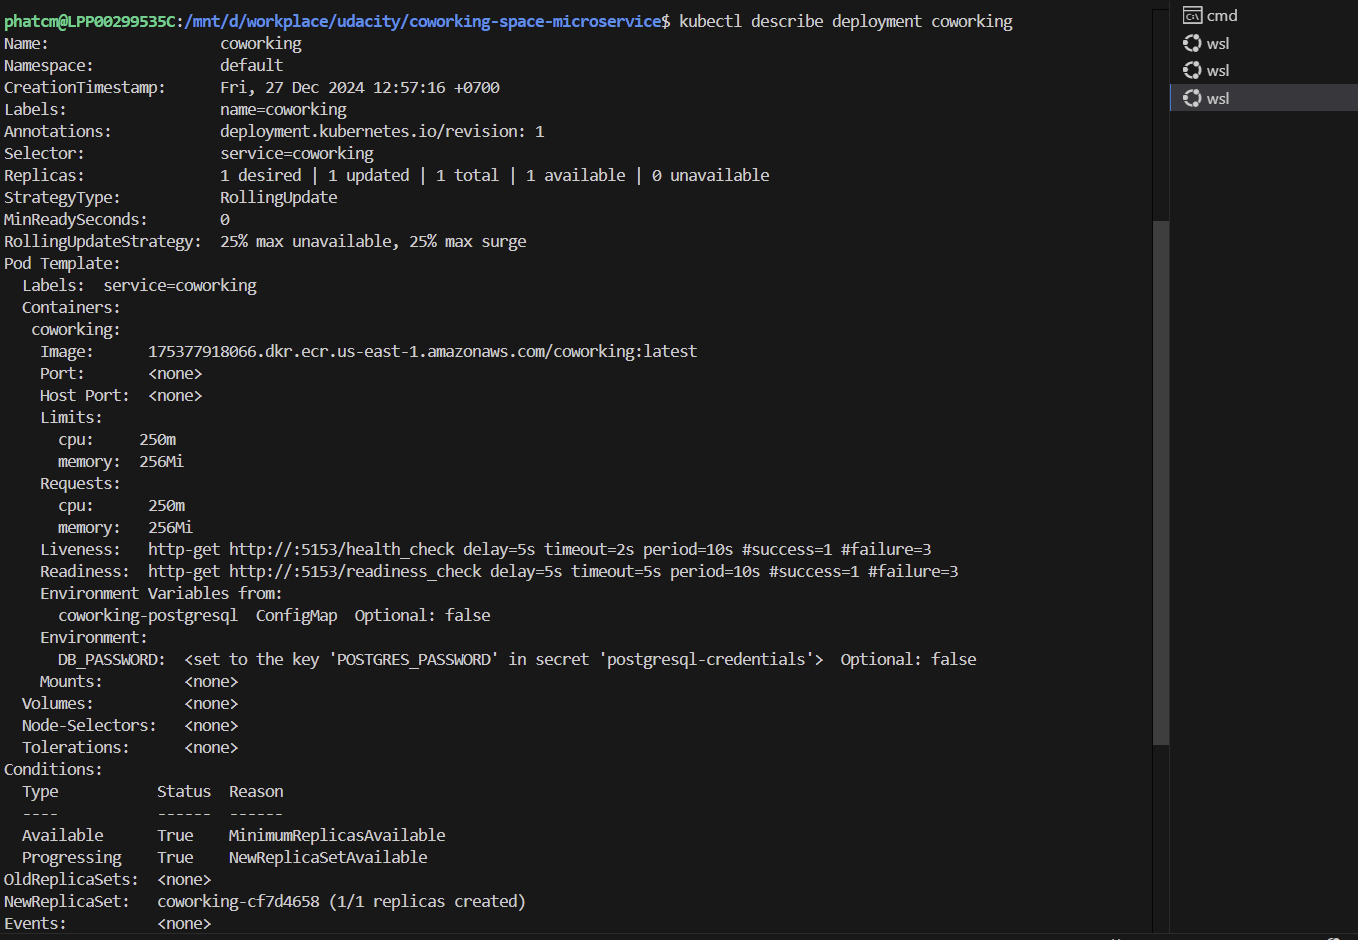 phatcm@LPP00299535C:/mnt/d/workplace/udacity/coworking-space-microservice$ kubectl describe deployment coworking
Name:                   coworking
Namespace:              default
CreationTimestamp:      Fri, 27 Dec 2024 12:57:16 +0700
Labels:                 name=coworking
Annotations:            deployment.kubernetes.io/revision: 1
Selector:               service=coworking
Replicas:               1 desired | 1 updated | 1 total | 1 available | 0 unavailable
StrategyType:           RollingUpdate
MinReadySeconds:        0
RollingUpdateStrategy:  25% max unavailable, 25% max surge
Pod Template:
  Labels:  service=coworking
  Containers:
   coworking:
    Image:      175377918066.dkr.ecr.us-east-1.amazonaws.com/coworking:latest
    Port:       <none>
    Host Port:  <none>
    Limits:
      cpu:     250m
      memory:  256Mi
    Requests:
      cpu:      250m
      memory:   256Mi
    Liveness:   http-get http://:5153/health_check delay=5s timeout=2s period=10s #success=1 #failure=3
    Readiness:  http-get http://:5153/readiness_check delay=5s timeout=5s period=10s #success=1 #failure=3
    Environment Variables from:
      coworking-postgresql  ConfigMap  Optional: false
    Environment:
      DB_PASSWORD:  <set to the key 'POSTGRES_PASSWORD' in secret 'postgresql-credentials'>  Optional: false
    Mounts:         <none>
  Volumes:          <none>
  Node-Selectors:   <none>
  Tolerations:      <none>
Conditions:
  Type           Status  Reason
  ----           ------  ------
  Available      True    MinimumReplicasAvailable
  Progressing    True    NewReplicaSetAvailable
OldReplicaSets:  <none>
NewReplicaSet:   coworking-cf7d4658 (1/1 replicas created)
Events:          <none>
cmd
wsl
wsl
wsl